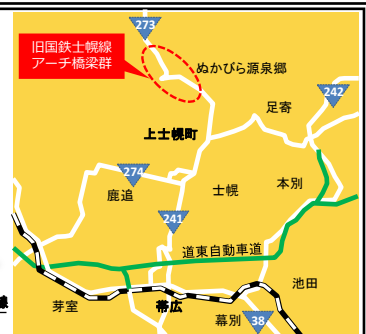 273
旧国鉄士幌線
アーチ橋梁群
ぬかびら源泉郷
242
足寄
上士幌町
274
鹿追
士幌
本別
241
道東自動車道
池田
芽室
帯広
幕別
38
線